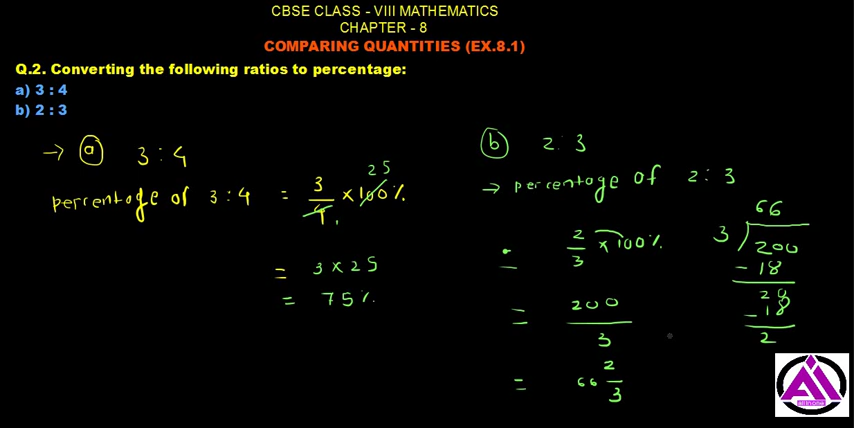 CBSE CLASS - VIII MATHEMATICS
CHAPTER - 8
COMPARING QUANTITIES (EX.8.1)
Q.2. Converting the following ratios to percentage:
a) 3 : 4
b) 2 : 3
→ a 3 : 4
percentage of 3 : 4 = 3/4 × 100%
25
1
= 3 × 25
= 75%
b 2 : 3
→ percentage of 2 : 3
= 2/3 × 100%
= 200/3
= 66 2/3
66
3 200
- 18
20
- 18
2